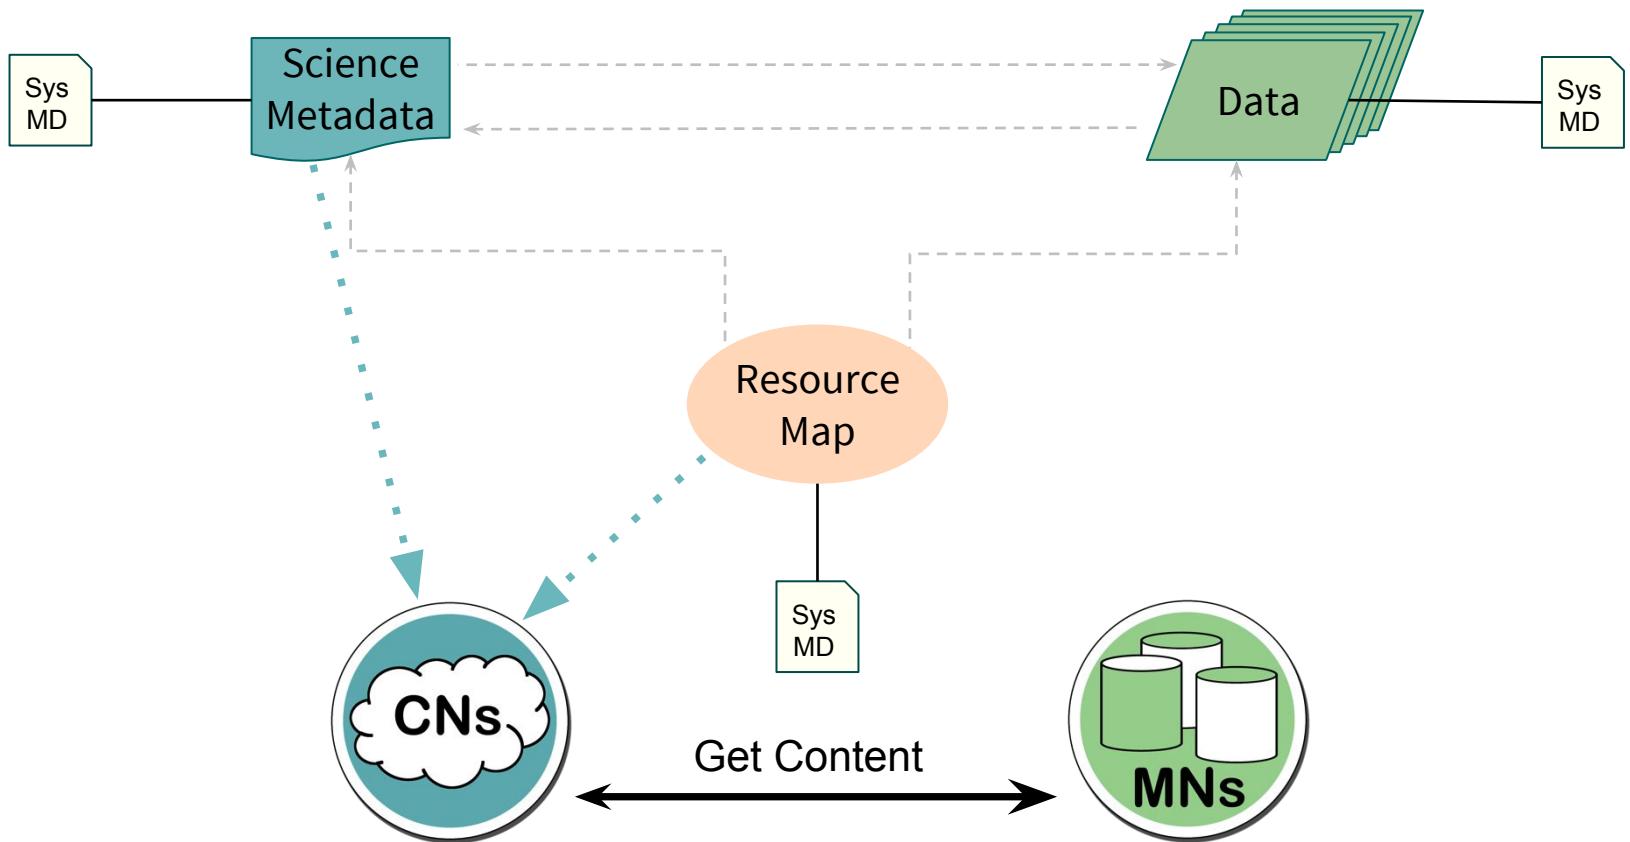 Sys
MD
Science
Metadata
Data
Sys
MD
Resource
Map
Sys
MD
CNs
Get Content
MNs